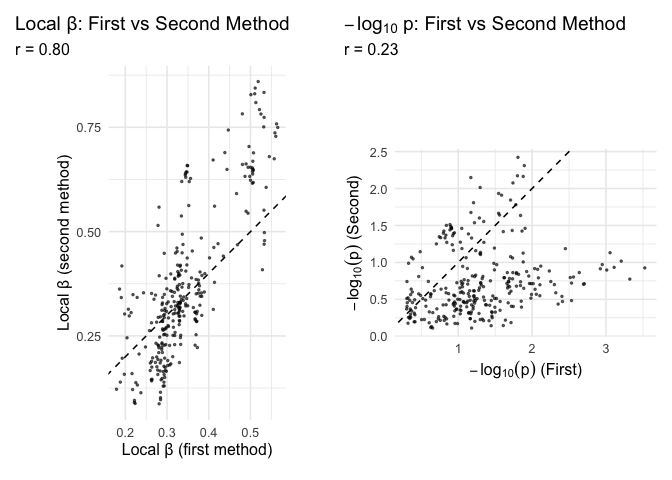 Local β: First vs Second Method
r = 0.80
0.75
0.50
0.25
Local β (second method)
0.2 0.3 0.4 0.5
Local β (first method)
−log₁₀ p: First vs Second Method
r = 0.23
2.5
2.0
1.5
1.0
0.5
0.0
−log₁₀(p) (Second)
1 2 3
−log₁₀(p) (First)